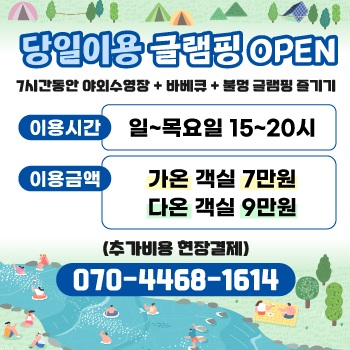 당일이용 글램핑 OPEN
7시간동안 야외수영장 + 바베큐 + 불멍 글램핑 즐기기
이용시간 일~목요일 15~20시
이용금액 가온 객실 7만원
다온 객실 9만원
(추가비용 현장결제)
070-4468-1614